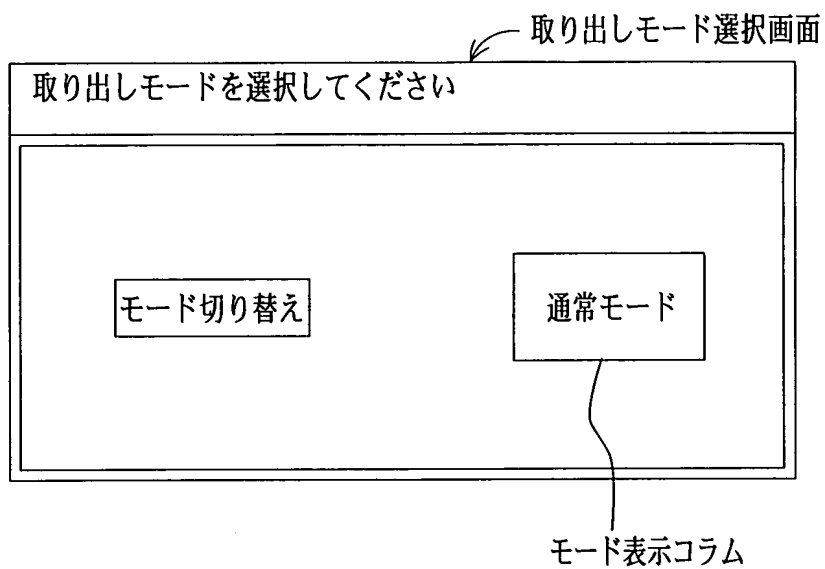 取り出しモード選択画面
取り出しモードを選択してください
モード切り替え
通常モード
モード表示コラム